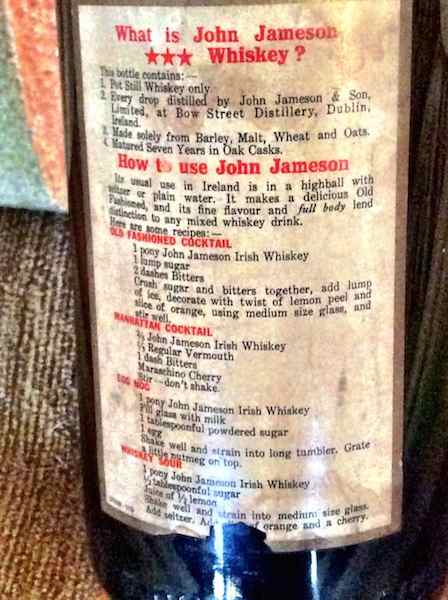 What is John Jameson
★★★ Whiskey?
This bottle contains:—
1. Pot Still Whiskey only.
2. Every drop distilled by John Jameson & Son,
Limited, at Bow Street Distillery, Dublin,
Ireland.
3. Made solely from Barley, Malt, Wheat and Oats.
4. Matured Seven Years in Oak Casks.
How to use John Jameson
Its usual use in Ireland is in a highball with
seltzer or plain water. It makes a delicious Old
Fashioned, and its fine flavour and full body lend
distinction to any mixed whiskey drink.
Here are some recipes:—
OLD FASHIONED COCKTAIL
1 pony John Jameson Irish Whiskey
1 lump sugar
2 dashes Bitters
Crush sugar and bitters together, add lump
of ice, decorate with twist of lemon peel and
slice of orange, using medium size glass, and
stir well.
MANHATTAN COCKTAIL
⅔ John Jameson Irish Whiskey
⅓ Regular Vermouth
1 dash Bitters
Maraschino Cherry
Stir—don't shake.
EGG NOG
1 pony John Jameson Irish Whiskey
Fill glass with milk
1 tablespoonful powdered sugar
1 egg
Shake well and strain into long tumbler. Grate
a little nutmeg on top.
WHISKEY SOUR
1 pony John Jameson Irish Whiskey
½ tablespoonful sugar
Juice of ½ lemon
Shake well and strain into medium size glass.
Add seltzer. of orange and a cherry.